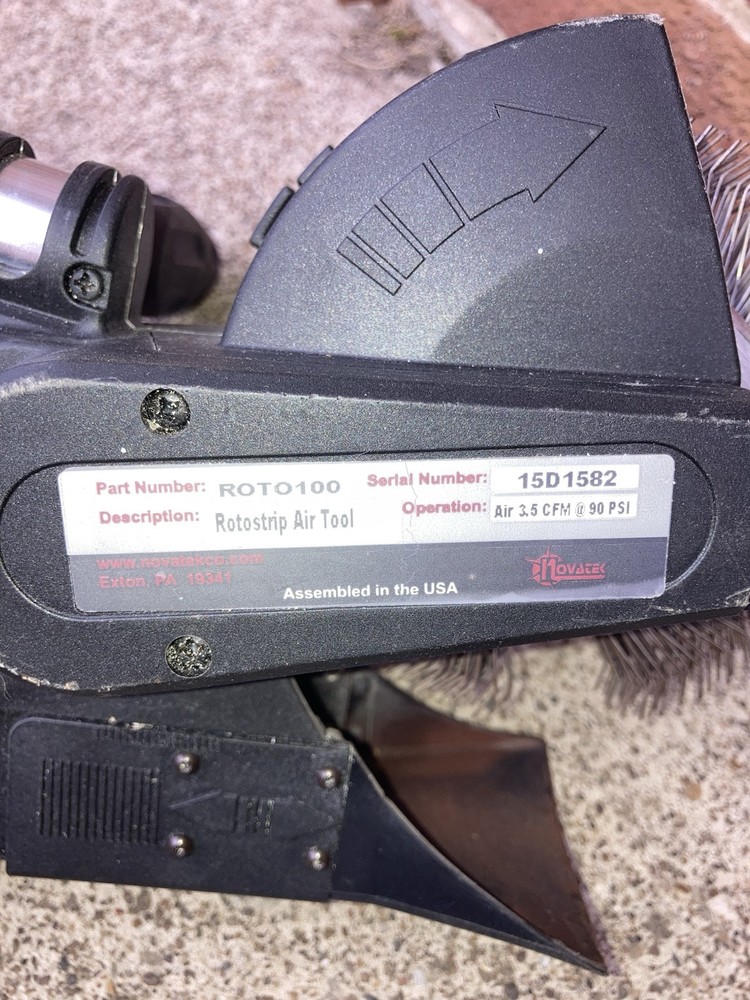 Part Number: ROTO100
Serial Number: 15D1582
Description: Rotostrip Air Tool
Operation: Air 3.5 CFM @ 90 PSI
www.novatexco.com
Exton, PA 19341
Assembled in the USA
NOVATEK